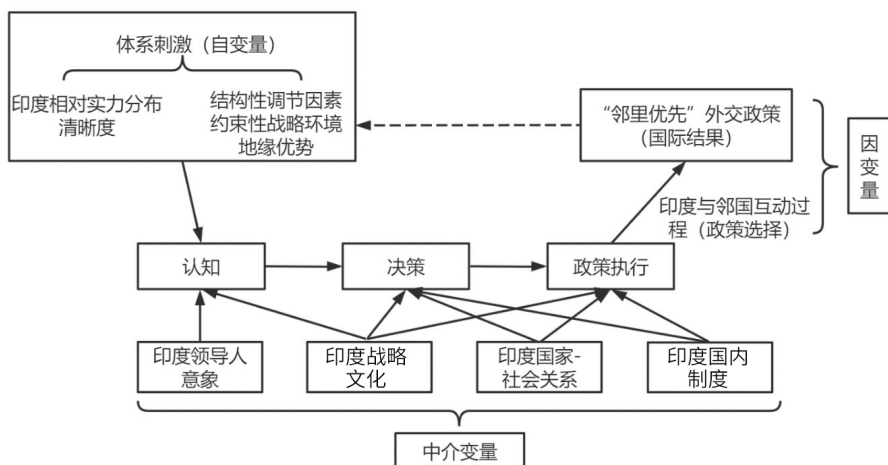 体系刺激（自变量）
印度相对实力分布
清晰度
结构性调节因素
约束性战略环境
地缘优势
“邻里优先”外交政策
（国际结果）
因
变
量
印度与邻国互动过
程（政策选择）
认知
决策
政策执行
印度领导人
意象
印度战略
文化
印度国家-
社会关系
印度国内
制度
中介变量